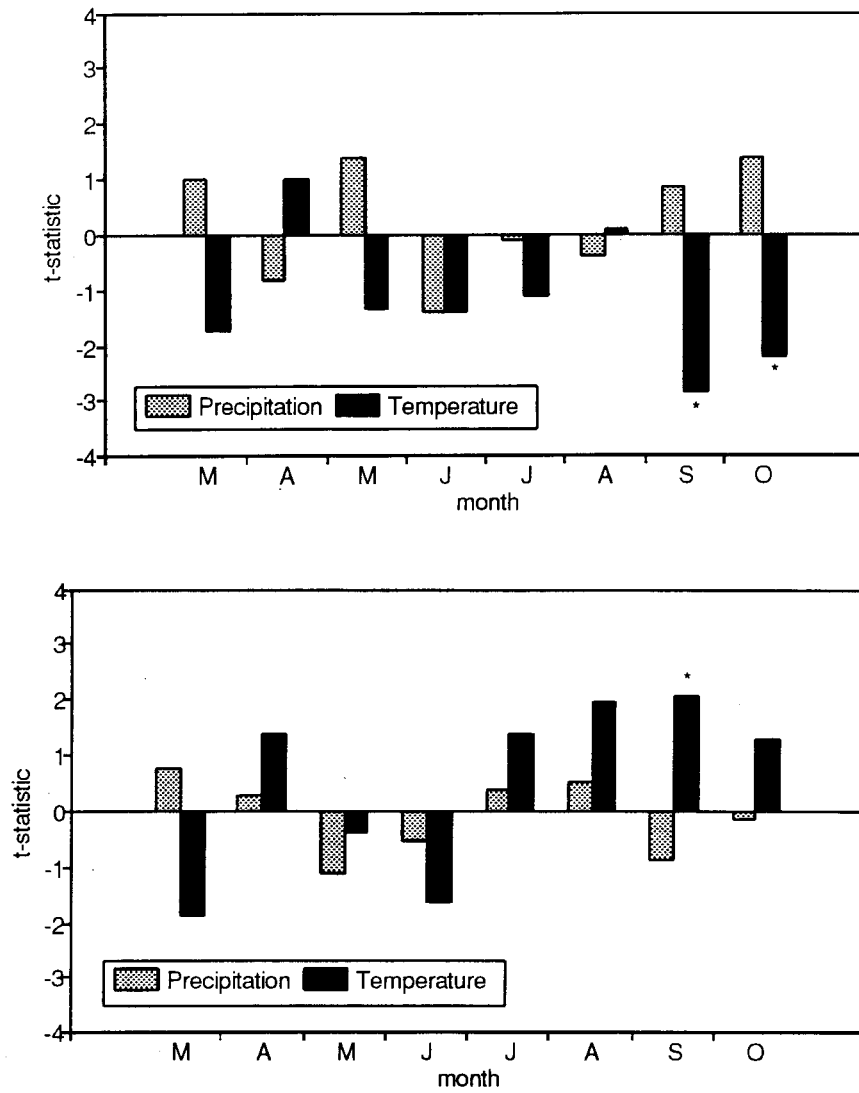 4
3
2
1
0
-1
-2
-3
-4
t-statistic
Precipitation Temperature
* *
M A M J J A S O
month
4
3
2
1
0
-1
-2
-3
-4
t-statistic
*
Precipitation Temperature
M A M J J A S O
month